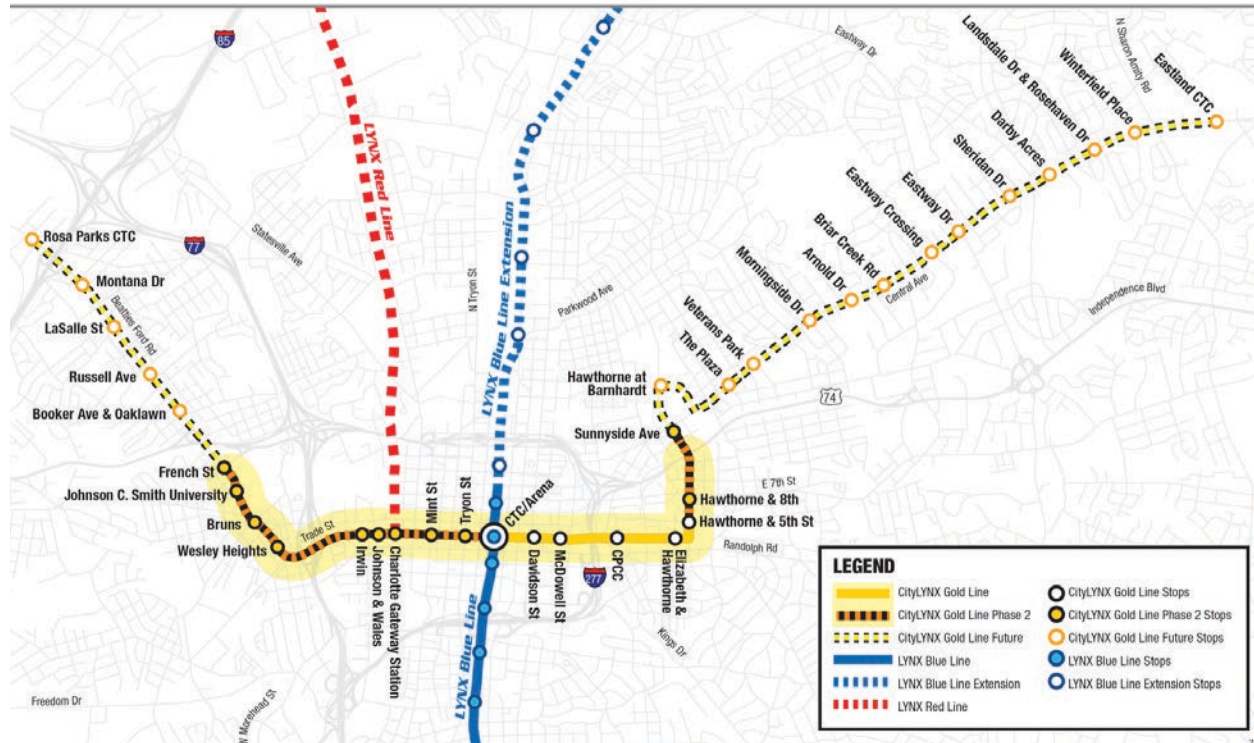 85
Eastway Dr
N Sharon Amity Rd
Eastland CTC
Winterfield Place
Landsdale Dr & Rosehaven Dr
Darby Acres
Sheridan Dr
Eastway Dr
Eastway Crossing
Briar Creek Rd
Arnold Dr
Morningside Dr
Veterans Park
The Plaza
Central Ave
Independence Blvd
LYNX Red Line
LYNX Blue Line Extension
N Tryon St
Parkwood Ave
Statesville Ave
77
Rosa Parks CTC
Montana Dr
Beatties Ford Rd
LaSalle St
Russell Ave
Booker Ave & Oaklawn
Hawthorne at
Barnhardt
74
Sunnyside Ave
French St
Johnson C. Smith University
Bruns
Wesley Heights
Trade St
Irwin
Johnson & Wales
Charlotte Gateway Station
Mint St
Tryon St
CTC/Arena
Davidson St
McDowell St
CPCC
Elizabeth &
Hawthorne
E 7th St
Hawthorne & 8th
Hawthorne & 5th St
Randolph Rd
277
Kings Dr
LYNX Blue Line
Freedom Dr
W Morehead St
LEGEND
CityLYNX Gold Line
CityLYNX Gold Line Phase 2
CityLYNX Gold Line Future
LYNX Blue Line
LYNX Blue Line Extension
LYNX Red Line
CityLYNX Gold Line Stops
CityLYNX Gold Line Phase 2 Stops
CityLYNX Gold Line Future Stops
LYNX Blue Line Stops
LYNX Blue Line Extension Stops